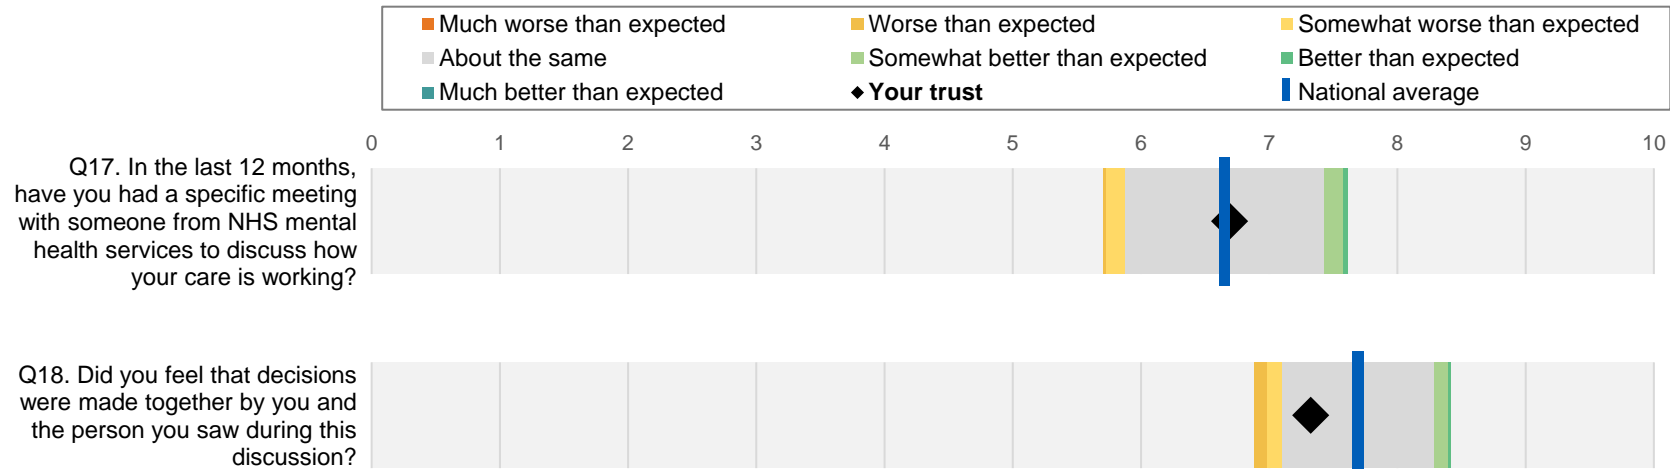 Much worse than expected
Worse than expected
Somewhat worse than expected
About the same
Somewhat better than expected
Better than expected
Much better than expected
Your trust
National average
0 1 2 3 4 5 6 7 8 9 10
Q17. In the last 12 months,
have you had a specific meeting
with someone from NHS mental
health services to discuss how
your care is working?
Q18. Did you feel that decisions
were made together by you and
the person you saw during this
discussion?